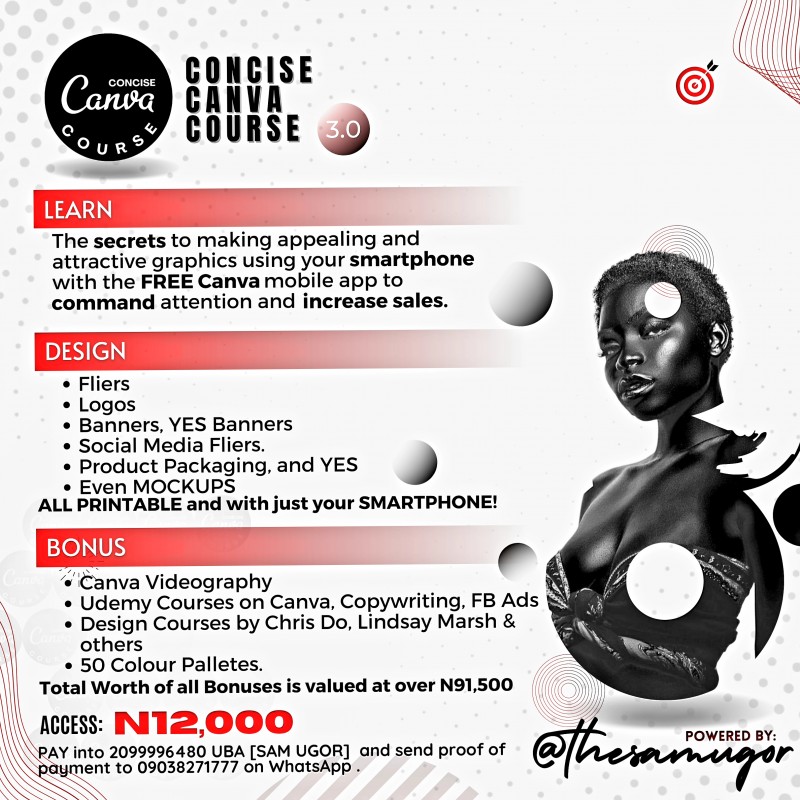 CONCISE
Canva
COURSE
CONCISE
CANVA
COURSE
3.0
LEARN
The secrets to making appealing and
attractive graphics using your smartphone
with the FREE Canva mobile app to
command attention and increase sales.
DESIGN
• Fliers
• Logos
• Banners, YES Banners
• Social Media Fliers.
• Product Packaging, and YES
• Even MOCKUPS
ALL PRINTABLE and with just your SMARTPHONE!
BONUS
• Canva Videography
• Udemy Courses on Canva, Copywriting, FB Ads
• Design Courses by Chris Do, Lindsay Marsh &
others
• 50 Colour Palletes.
Total Worth of all Bonuses is valued at over N91,500
ACCESS: N12,000
PAY into 2099996480 UBA [SAM UGOR] and send proof of
payment to 09038271777 on WhatsApp .
POWERED BY:
@thesamugor